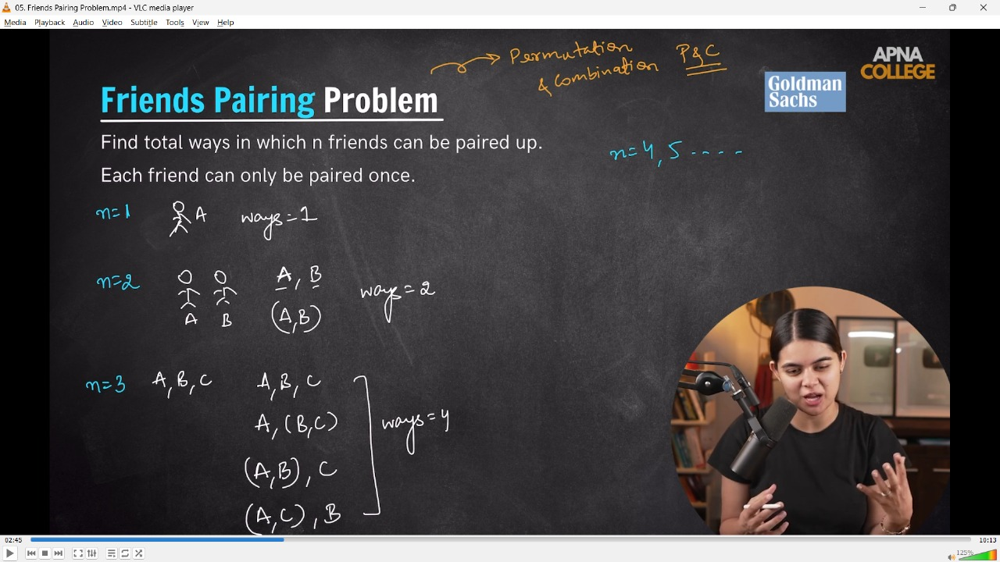 05. Friends Pairing Problem.mp4 - VLC media player
Media Playback Audio Video Subtitle Tools View Help
Permutation
& Combination P&C
APNA
COLLEGE
Goldman
Sachs
Friends Pairing Problem
Find total ways in which n friends can be paired up.
Each friend can only be paired once.
n=4, 5 ----
n=1 A ways=1
n=2 A, B
A B (A,B) ways=2
n=3 A, B, C A, B, C
A, (B,C) ways=4
(A,B), C
(A,C), B
02:45 10:13
125%